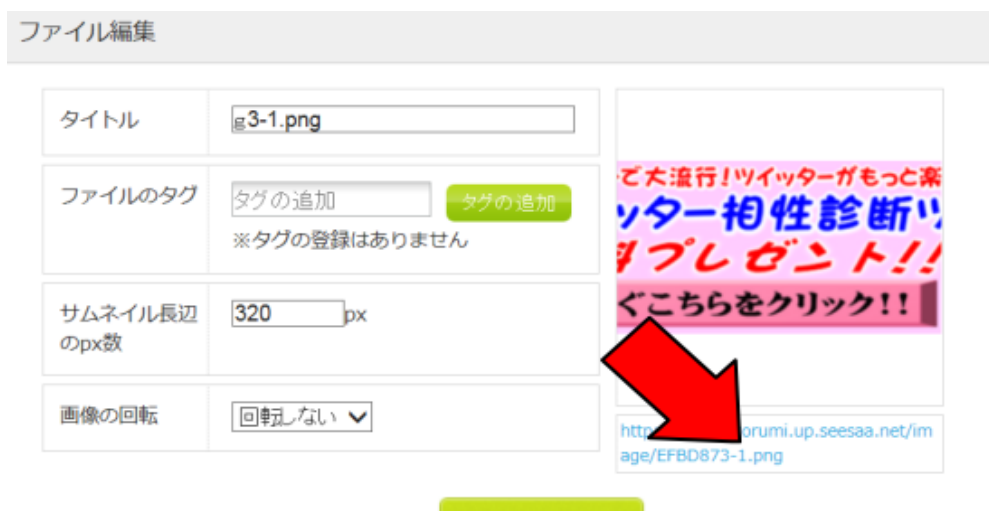 ファイル編集
タイトル
g3-1.png
ファイルのタグ
タグの追加
タグの追加
※タグの登録はありません
サムネイル長辺
のpx数
320
px
画像の回転
回転しない
で大流行!ツイッターがもっと楽
ッター相性診断ツ
料プレゼント!!
ぐこちらをクリック!!
http
orumi.up.seesaa.net/im
age/EFBD873-1.png